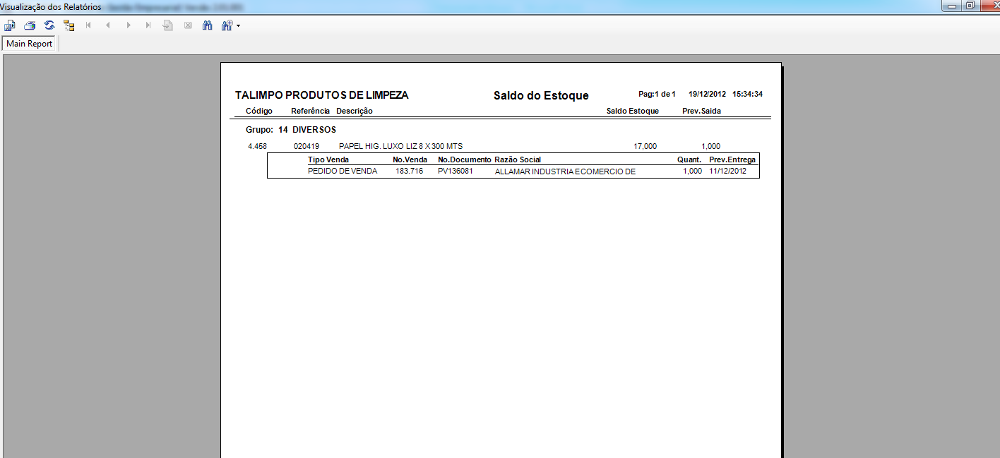 Visualização dos Relatórios
Main Report
TALIMPO PRODUTOS DE LIMPEZA Saldo do Estoque Pag:1 de 1 19/12/2012 15:34:34
Código Referência Descrição Saldo Estoque Prev.Saida
Grupo: 14 DIVERSOS
4.458 020419 PAPEL HIG. LUXO LIZ 8 X 300 MTS 17,000 1,000
Tipo Venda No.Venda No.Documento Razão Social Quant. Prev.Entrega
PEDIDO DE VENDA 183.716 PV136081 ALLAMAR INDUSTRIA E COMERCIO DE 1,000 11/12/2012